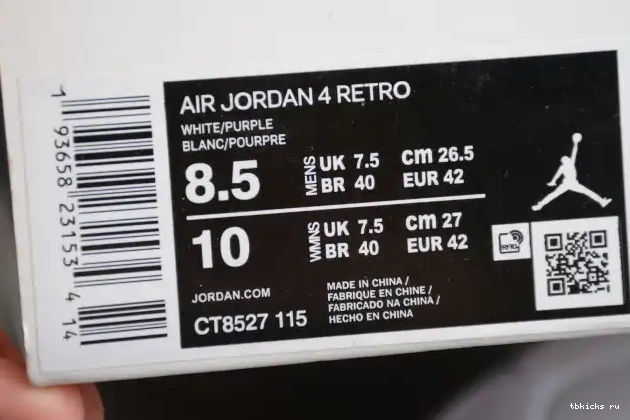 AIR JORDAN 4 RETRO
WHITE/PURPLE
BLANC/POURPRE
8.5 MENS UK 7.5 cm 26.5
BR 40 EUR 42
10 WMNS UK 7.5 cm 27
BR 40 EUR 42
JORDAN.COM
CT8527 115
MADE IN CHINA /
FABRIQUE EN CHINE /
FABRICADO NA CHINA /
HECHO EN CHINA
RFID
1 93658 23153 4 14
tbkicks ru